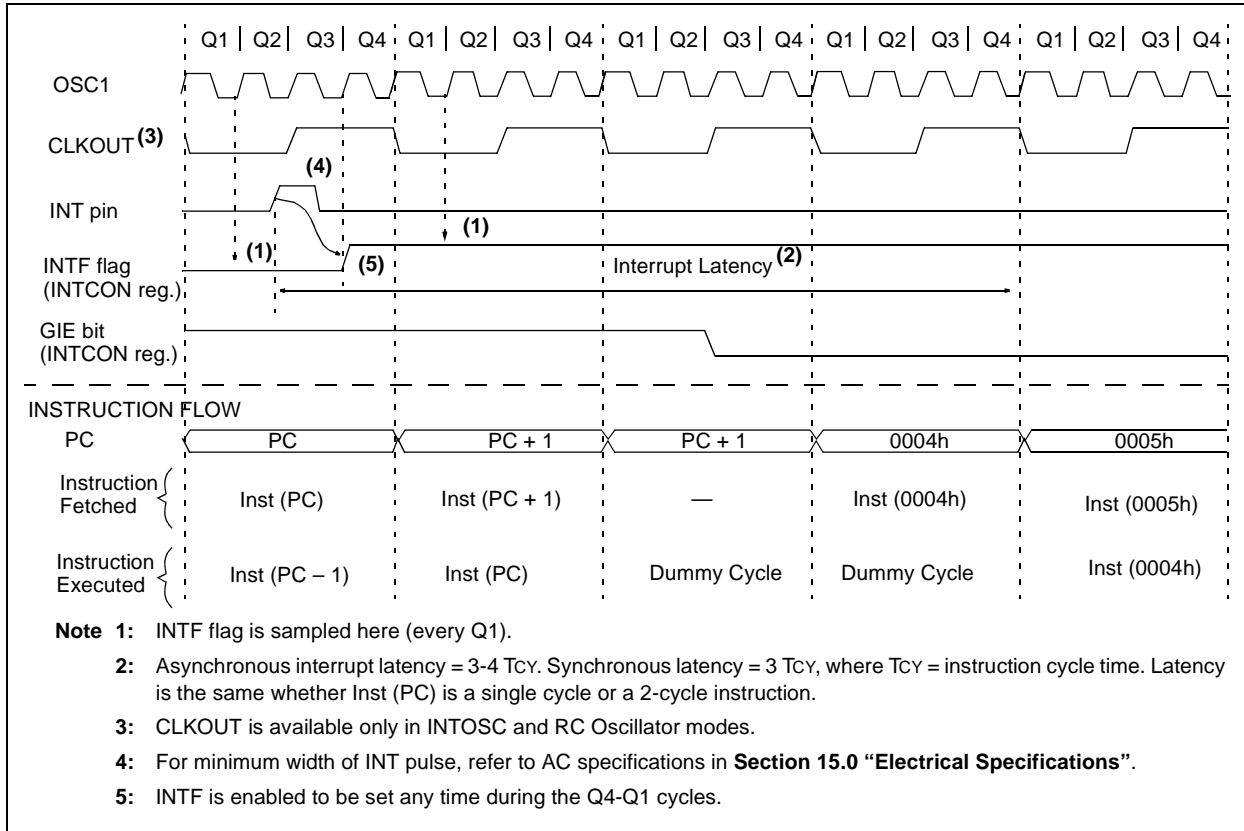 Q1 | Q2 | Q3 | Q4 Q1 | Q2 | Q3 | Q4 Q1 | Q2 | Q3 | Q4 Q1 | Q2 | Q3 | Q4 Q1 | Q2 | Q3 | Q4
OSC1
CLKOUT (3)
(4)
INT pin
(1)
(1) (5)
INTF flag
(INTCON reg.)
Interrupt Latency (2)
GIE bit
(INTCON reg.)
INSTRUCTION FLOW
PC PC PC + 1 PC + 1 0004h 0005h
Instruction
Fetched
Inst (PC) Inst (PC + 1) — Inst (0004h) Inst (0005h)
Instruction
Executed
Inst (PC – 1) Inst (PC) Dummy Cycle Dummy Cycle Inst (0004h)
Note 1: INTF flag is sampled here (every Q1).
2: Asynchronous interrupt latency = 3-4 TCY. Synchronous latency = 3 TCY, where TCY = instruction cycle time. Latency
is the same whether Inst (PC) is a single cycle or a 2-cycle instruction.
3: CLKOUT is available only in INTOSC and RC Oscillator modes.
4: For minimum width of INT pulse, refer to AC specifications in Section 15.0 “Electrical Specifications”.
5: INTF is enabled to be set any time during the Q4-Q1 cycles.